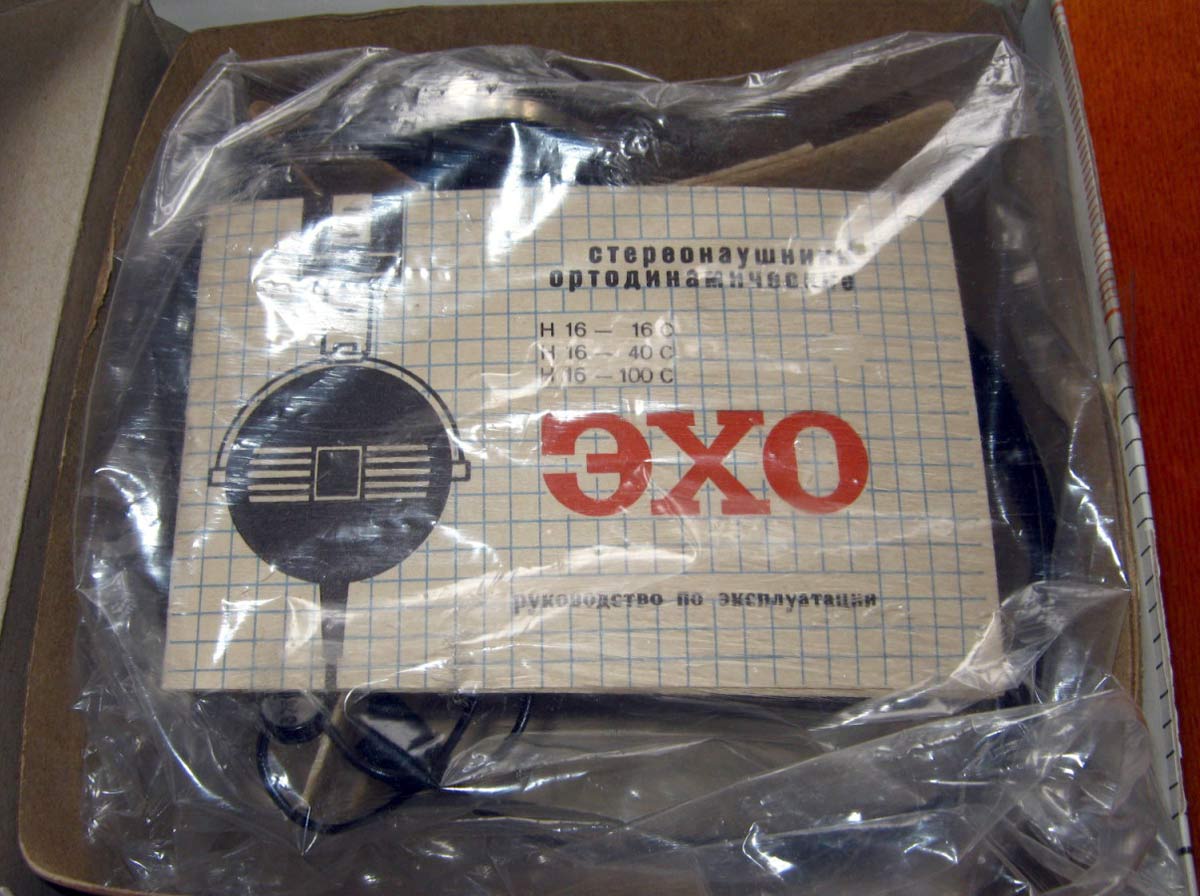 стереонаушники
ортодинамические
Н 16 — 16 С
Н 16 — 40 С
Н 16 — 100 С
ЭХО
руководство по эксплуатации